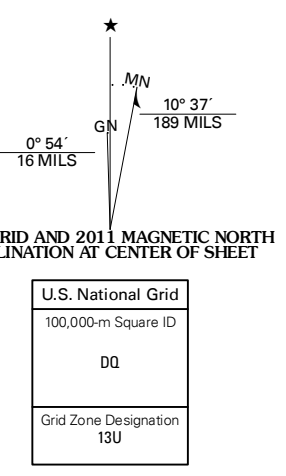 ★
MN
GN
10° 37´
189 MILS
0° 54´
16 MILS
RID AND 2011 MAGNETIC NORTH
LINATION AT CENTER OF SHEET
U.S. National Grid
100,000-m Square ID
DQ
Grid Zone Designation
13U